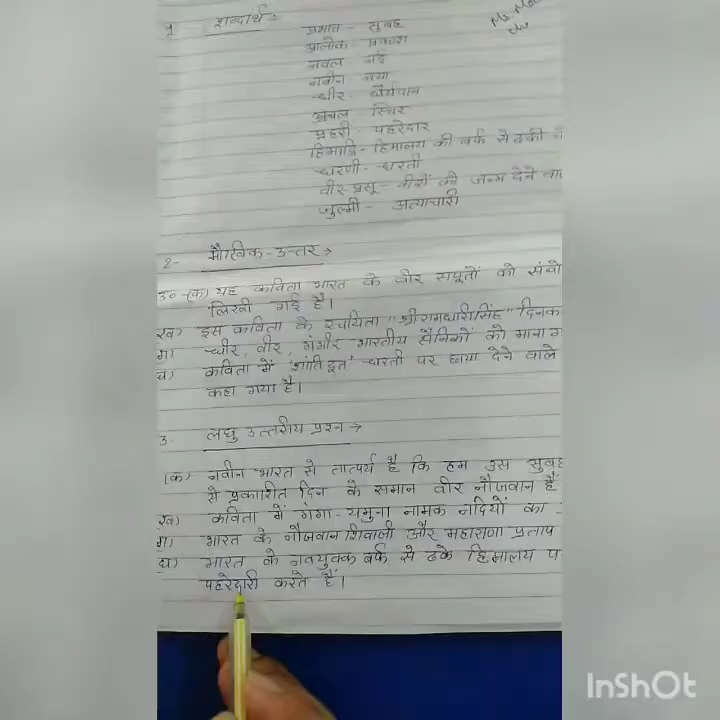 1 शब्दार्थ :-
प्रभात - सुबह
आलोक - प्रकाश
नवल - नई
नवीन - नया
धीर - धैर्यवान
अचल - स्थिर
प्रहरी - पहरेदार
हिमाद्रि - हिमालय की बर्फ से ढकी
धारणी - धरती
वीर-प्रसू - वीरों को जन्म देने वा
जुल्मी - अत्याचारी
2- मौखिक-उत्तर →
उ०-(क) यह कविता भारत के वीर सपूतों को संबो
लिखी गई है।
ख) इस कविता के रचयिता "श्री रामधारी सिंह" दिनक
ग) धीर, वीर, गंभीर भारतीय सैनिकों को माना ग
घ) कविता में 'शांति दूत' धरती पर छाया देने वाले
कहा गया है।
3- लघु उत्तरीय प्रश्न →
(क) नवीन भारत से तात्पर्य है कि हम उस सुबह
से प्रकाशित दिन के समान वीर नौजवान हैं
ख) कविता में गंगा-यमुना नामक नदियों का
ग) भारत के नौजवान शिवाजी और महाराणा प्रताप
घ) भारत के नवयुवक बर्फ से ढके हिमालय प
पहरेदारी करते हैं।
InShOt